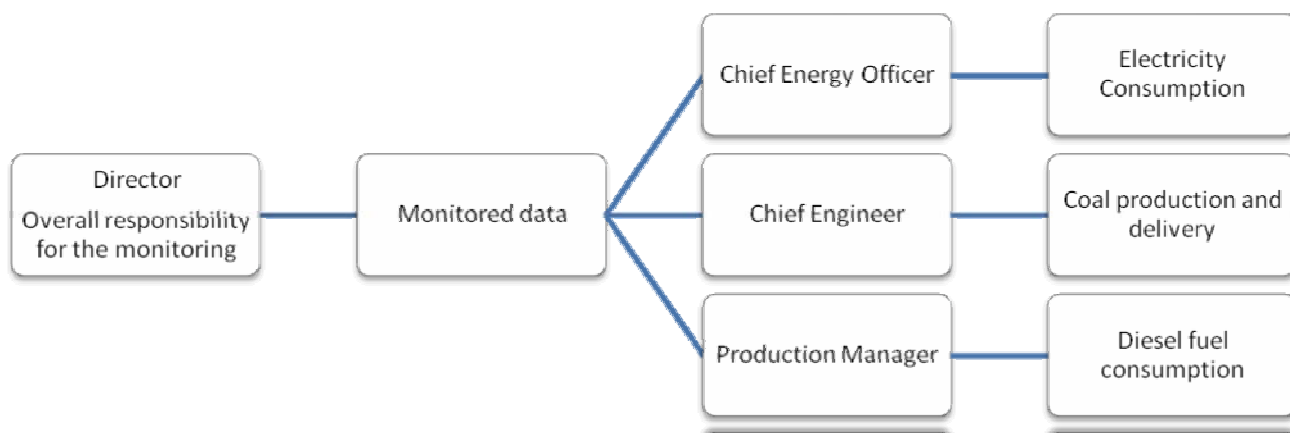 Director
Overall responsibility
for the monitoring
Monitored data
Chief Energy Officer
Electricity
Consumption
Chief Engineer
Coal production and
delivery
Production Manager
Diesel fuel
consumption